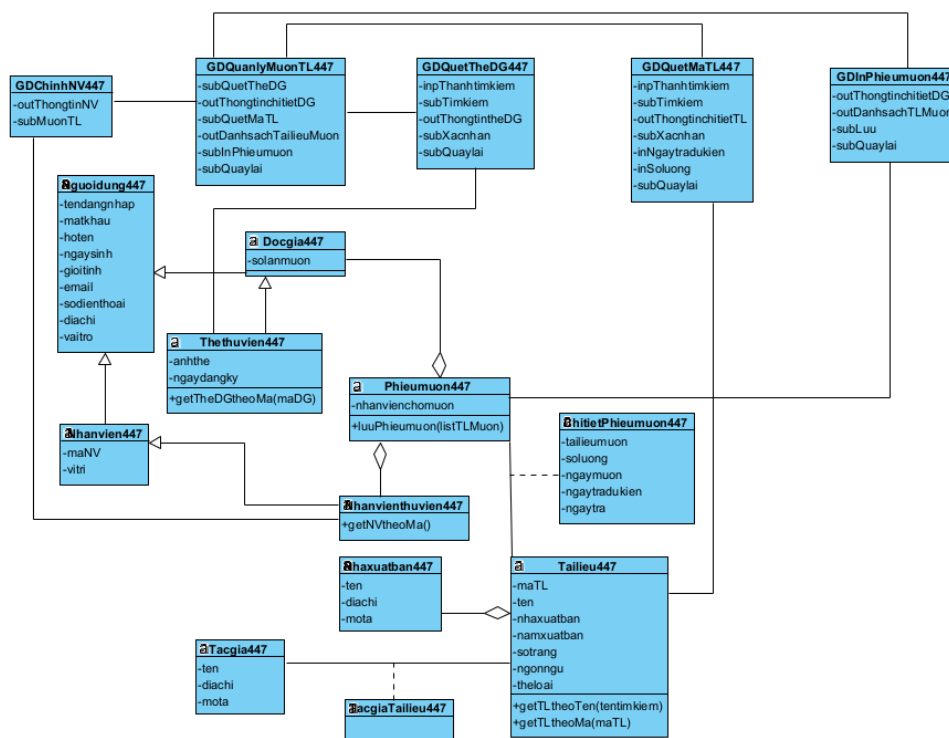 GDChinhNV447
-outThongtinNV
-subMuonTL
GDQuanlyMuonTL447
-subQuetTheDG
-outThongtinchitietDG
-subQuetMaTL
-outDanhsachTailieuMuon
-subInPhieumuon
-subQuaylai
GDQuetTheDG447
-inpThanhtimkiem
-subTimkiem
-outThongtintheDG
-subXacnhan
-subQuaylai
GDQuetMaTL447
-inpThanhtimkiem
-subTimkiem
-outThongtinchitietTL
-subXacnhan
-inNgaytradukien
-inSoluong
-subQuaylai
GDInPhieumuon447
-outThongtinchitietDG
-outDanhsachTLMuon
-subLuu
-subQuaylai
a
Nguoidung447
-tendangnhap
-matkhau
-hoten
-ngaysinh
-gioitinh
-email
-sodienthoai
-diachi
-vaitro
a
Docgia447
-solanmuon
a
Thethuvien447
-anhthe
-ngaydangky
+getTheDGtheoMa(maDG)
a
Phieumuon447
-nhanvienchomuon
+luuPhieumuon(listTLMuon)
a
ChitietPhieumuon447
-tailieumuon
-soluong
-ngaymuon
-ngaytradukien
-ngaytra
a
Nhanvien447
-maNV
-vitri
a
Nhanvienthuvien447
+getNVtheoMa()
a
Nhaxuatban447
-ten
-diachi
-mota
a
Tailieu447
-maTL
-ten
-nhaxuatban
-namxuatban
-sotrang
-ngonngu
-theloai
+getTLtheoTen(tentimkiem)
+getTLtheoMa(maTL)
a
Tacgia447
-ten
-diachi
-mota
a
TacgiaTailieu447